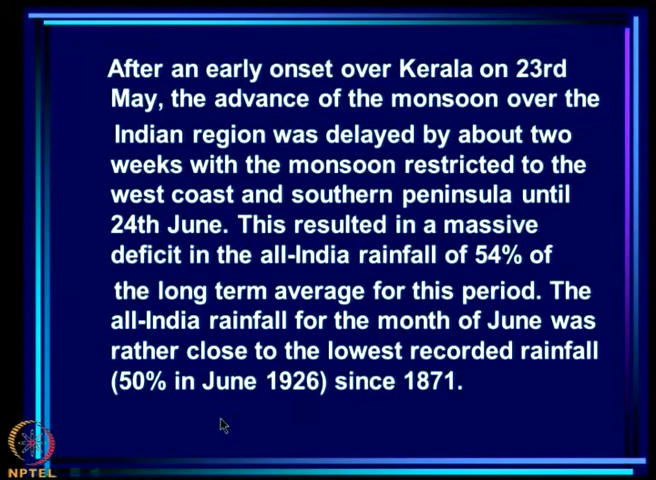 After an early onset over Kerala on 23rd
May, the advance of the monsoon over the
Indian region was delayed by about two
weeks with the monsoon restricted to the
west coast and southern peninsula until
24th June. This resulted in a massive
deficit in the all-India rainfall of 54% of
the long term average for this period. The
all-India rainfall for the month of June was
rather close to the lowest recorded rainfall
(50% in June 1926) since 1871.
NPTEL